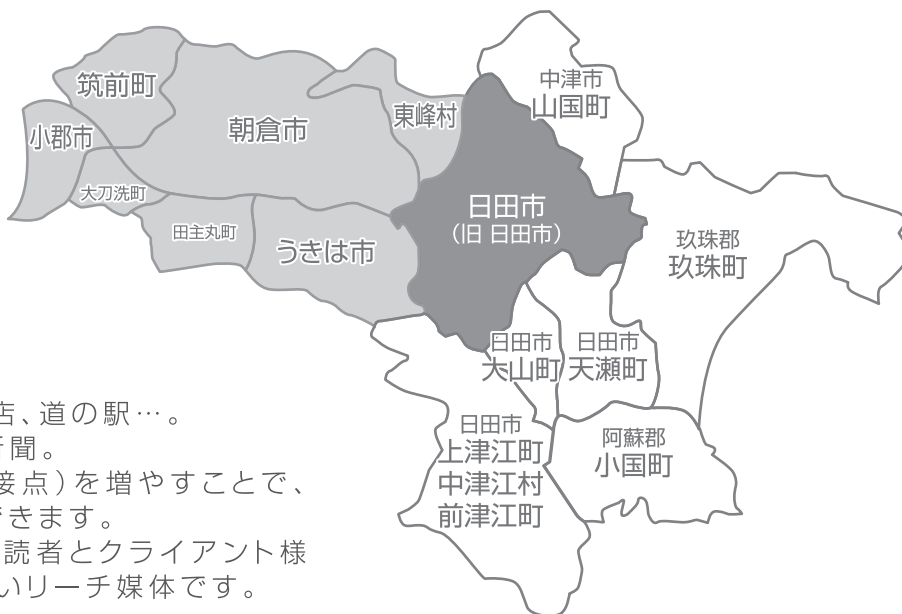 筑前町
小郡市
大刀洗町
朝倉市
東峰村
田主丸町
うきは市
中津市
山国町
日田市
（旧 日田市）
玖珠郡
玖珠町
日田市
大山町
日田市
天瀬町
日田市
上津江町
中津江村
前津江町
阿蘇郡
小国町
店、道の駅…。
聞。
接点）を増やすことで、
きます。
読者とクライアント様
いリーチ媒体です。